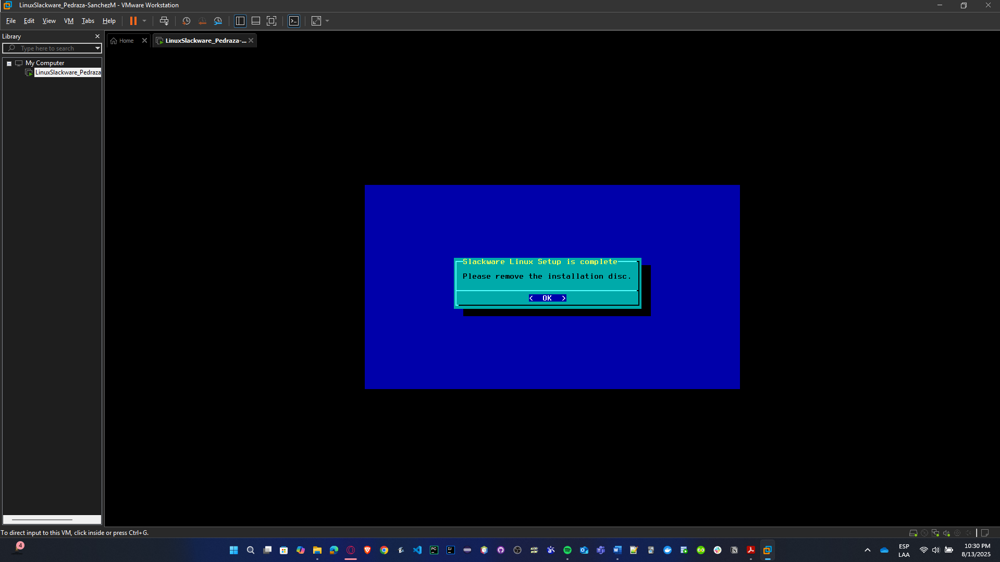 LinuxSlackware_Pedraza-SanchezM - VMware Workstation
File Edit View VM Tabs Help
Library
Home
LinuxSlackware_Pedraza-...
Type here to search
My Computer
LinuxSlackware_Pedraza
Slackware Linux Setup is complete
Please remove the installation disc.
< OK >
To direct input to this VM, click inside or press Ctrl+G.
4
PC
IJ
ESP
LAA
10:30 PM
8/13/2025